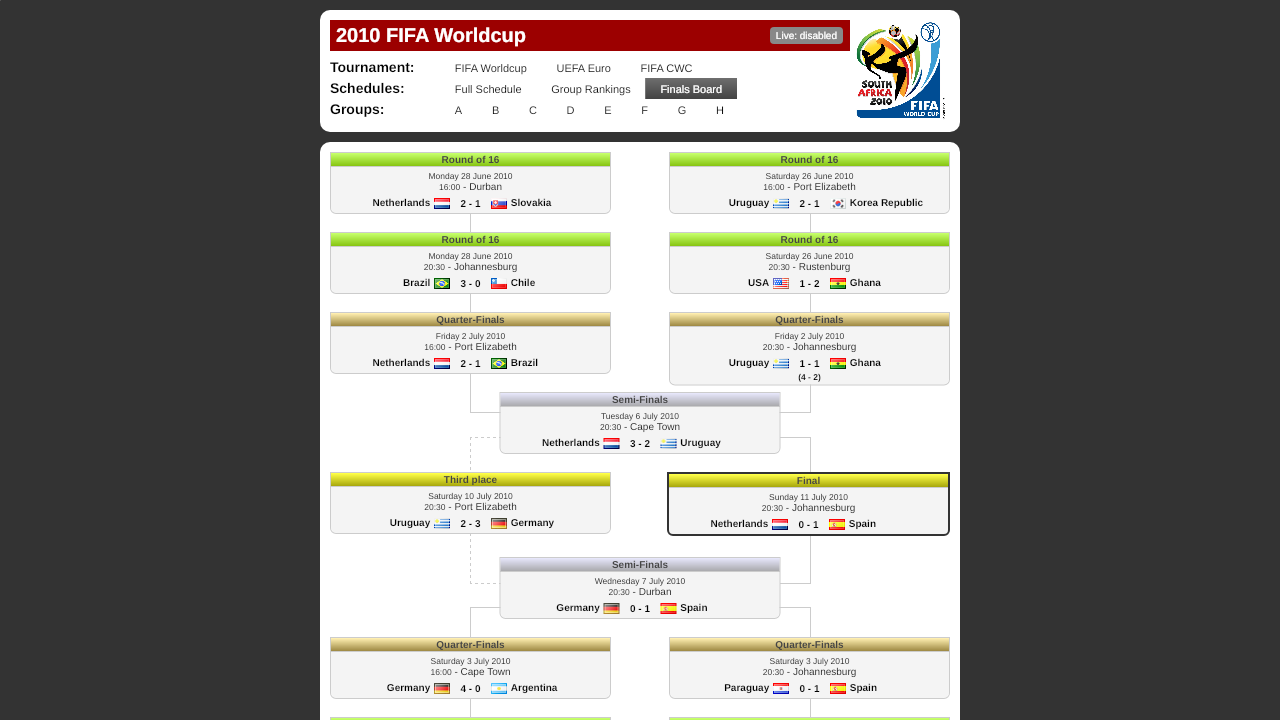 2010 FIFA Worldcup
Live: disabled
Tournament: FIFA Worldcup UEFA Euro FIFA CWC
Schedules: Full Schedule Group Rankings Finals Board
Groups: A B C D E F G H
SOUTH
AFRICA
2010
FIFA
WORLD CUP
Round of 16
Monday 28 June 2010
16:00 - Durban
Netherlands 2 - 1 Slovakia
Round of 16
Saturday 26 June 2010
16:00 - Port Elizabeth
Uruguay 2 - 1 Korea Republic
Round of 16
Monday 28 June 2010
20:30 - Johannesburg
Brazil 3 - 0 Chile
Round of 16
Saturday 26 June 2010
20:30 - Rustenburg
USA 1 - 2 Ghana
Quarter-Finals
Friday 2 July 2010
16:00 - Port Elizabeth
Netherlands 2 - 1 Brazil
Quarter-Finals
Friday 2 July 2010
20:30 - Johannesburg
Uruguay 1 - 1 Ghana
(4 - 2)
Semi-Finals
Tuesday 6 July 2010
20:30 - Cape Town
Netherlands 3 - 2 Uruguay
Third place
Saturday 10 July 2010
20:30 - Port Elizabeth
Uruguay 2 - 3 Germany
Final
Sunday 11 July 2010
20:30 - Johannesburg
Netherlands 0 - 1 Spain
Semi-Finals
Wednesday 7 July 2010
20:30 - Durban
Germany 0 - 1 Spain
Quarter-Finals
Saturday 3 July 2010
16:00 - Cape Town
Germany 4 - 0 Argentina
Quarter-Finals
Saturday 3 July 2010
20:30 - Johannesburg
Paraguay 0 - 1 Spain